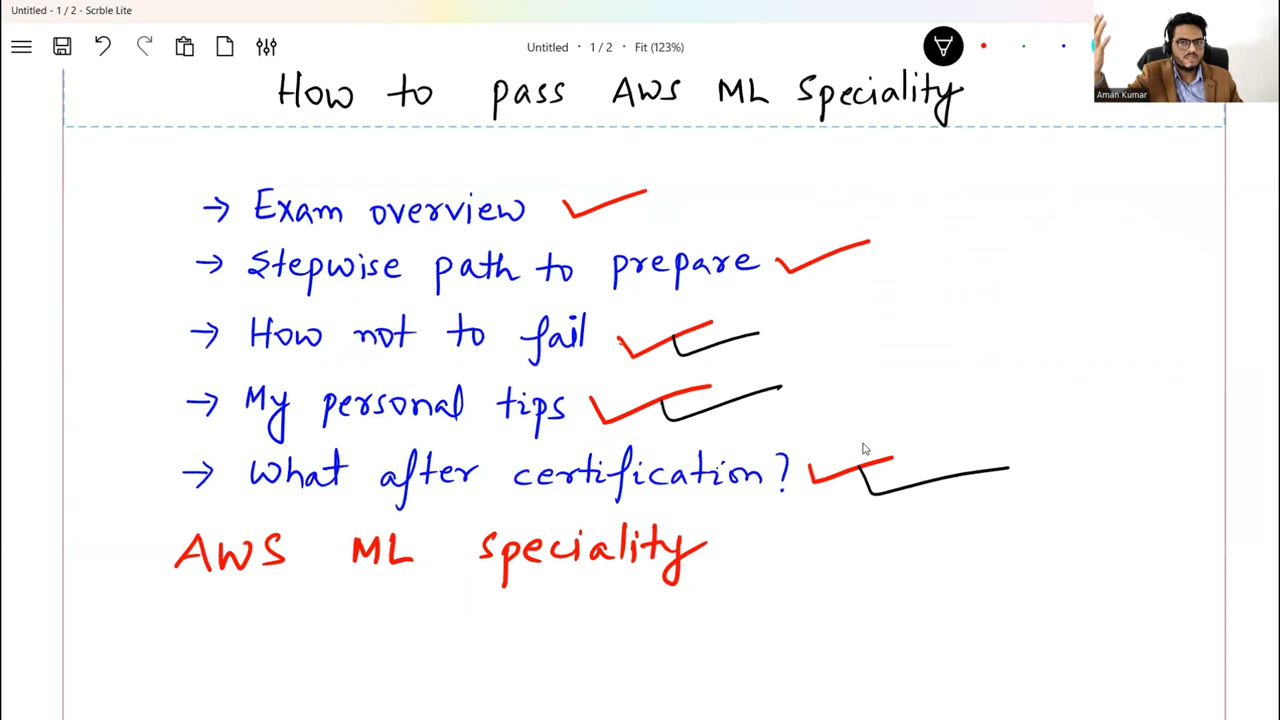 Untitled - 1 / 2 - Scrble Lite
Untitled • 1 / 2 • Fit (123%)
Aman Kumar
How to pass AWS ML Speciality
→ Exam overview
→ Stepwise path to prepare
→ How not to fail
→ My personal tips
→ What after certification?
AWS ML speciality